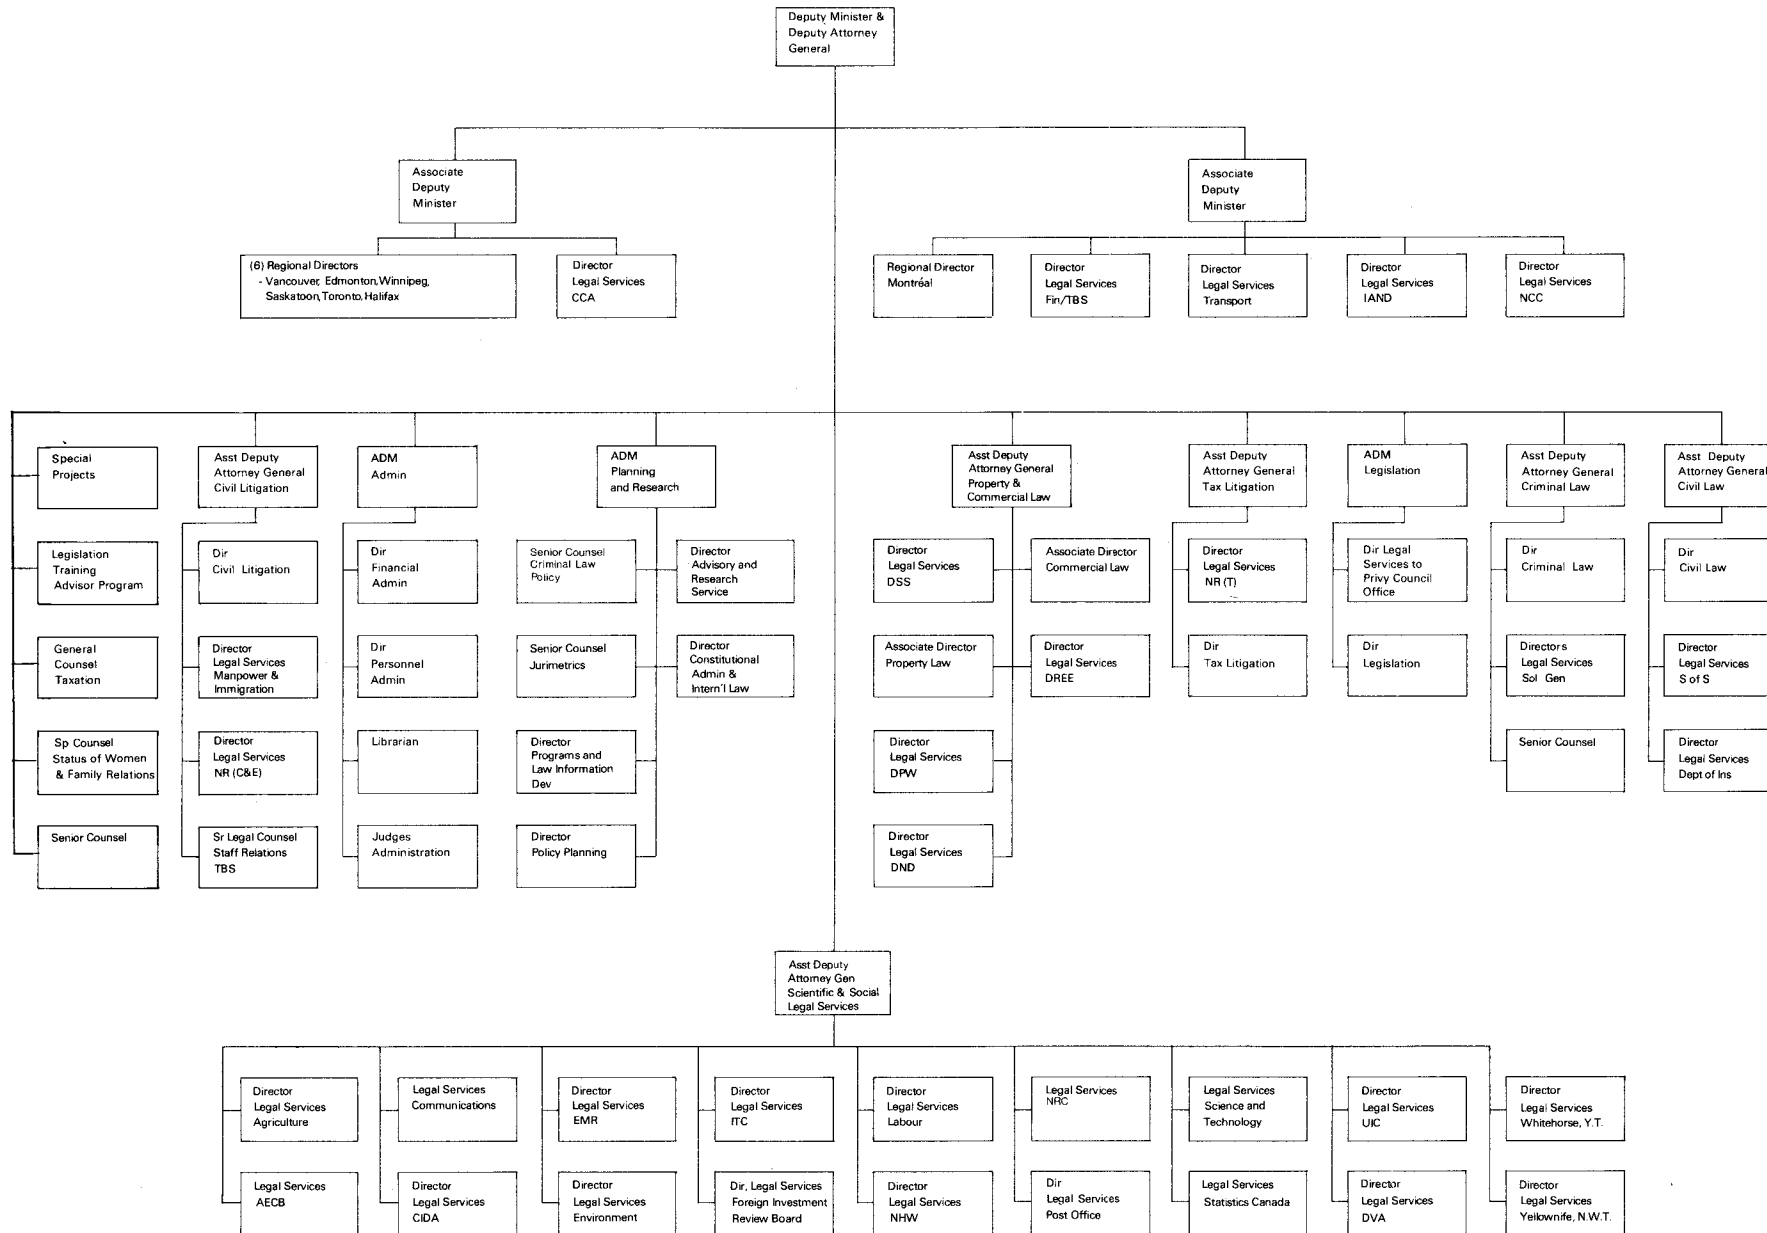 Deputy Minister &
Deputy Attorney
General
Associate
Deputy
Minister
Associate
Deputy
Minister
(6) Regional Directors
- Vancouver, Edmonton, Winnipeg,
Saskatoon, Toronto, Halifax
Director
Legal Services
CCA
Regional Director
Montréal
Director
Legal Services
Fin/TBS
Director
Legal Services
Transport
Director
Legal Services
IAND
Director
Legal Services
NCC
Special
Projects
Asst Deputy
Attorney General
Civil Litigation
ADM
Admin
ADM
Planning
and Research
Asst Deputy
Attorney General
Property &
Commercial Law
Asst Deputy
Attorney General
Tax Litigation
ADM
Legislation
Asst Deputy
Attorney General
Criminal Law
Asst Deputy
Attorney General
Civil Law
Legislation
Training
Advisor Program
Dir
Civil Litigation
Dir
Financial
Admin
Senior Counsel
Criminal Law
Policy
Director
Advisory and
Research
Service
Director
Legal Services
DSS
Associate Director
Commercial Law
Director
Legal Services
NR (T)
Dir Legal
Services to
Privy Council
Office
Dir
Criminal Law
Dir
Civil Law
General
Counsel
Taxation
Director
Legal Services
Manpower &
Immigration
Dir
Personnel
Admin
Senior Counsel
Jurimetrics
Director
Constitutional
Admin &
Intern'l Law
Associate Director
Property Law
Director
Legal Services
DREE
Dir
Tax Litigation
Dir
Legislation
Directors
Legal Services
Sol Gen
Director
Legal Services
S of S
Sp Counsel
Status of Women
& Family Relations
Director
Legal Services
NR (C&E)
Librarian
Director
Programs and
Law Information
Dev
Director
Legal Services
DPW
Senior Counsel
Director
Legal Services
Dept of Ins
Senior Counsel
Sr Legal Counsel
Staff Relations
TBS
Judges
Administration
Director
Policy Planning
Director
Legal Services
DND
Asst Deputy
Attorney Gen
Scientific & Social
Legal Services
Director
Legal Services
Agriculture
Legal Services
Communications
Director
Legal Services
EMR
Director
Legal Services
ITC
Director
Legal Services
Labour
Legal Services
NRC
Legal Services
Science and
Technology
Director
Legal Services
UIC
Director
Legal Services
Whitehorse, Y.T.
Legal Services
AECB
Director
Legal Services
CIDA
Director
Legal Services
Environment
Dir, Legal Services
Foreign Investment
Review Board
Director
Legal Services
NHW
Dir
Legal Services
Post Office
Legal Services
Statistics Canada
Director
Legal Services
DVA
Director
Legal Services
Yellownife, N.W.T.